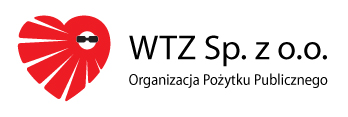 WTZ Sp. z o.o.
Organizacja Pożytku Publicznego